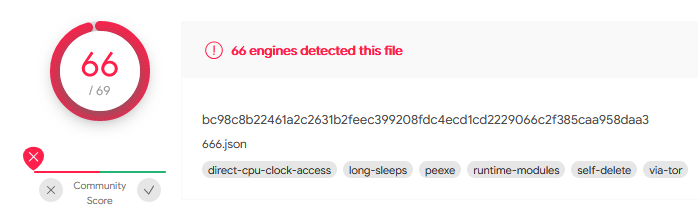 66
/ 69
Community
Score
66 engines detected this file
bc98c8b22461a2c2631b2feec399208fdc4ecd1cd2229066c2f385caa958daa3
666.json
direct-cpu-clock-access long-sleeps peexe runtime-modules self-delete via-tor